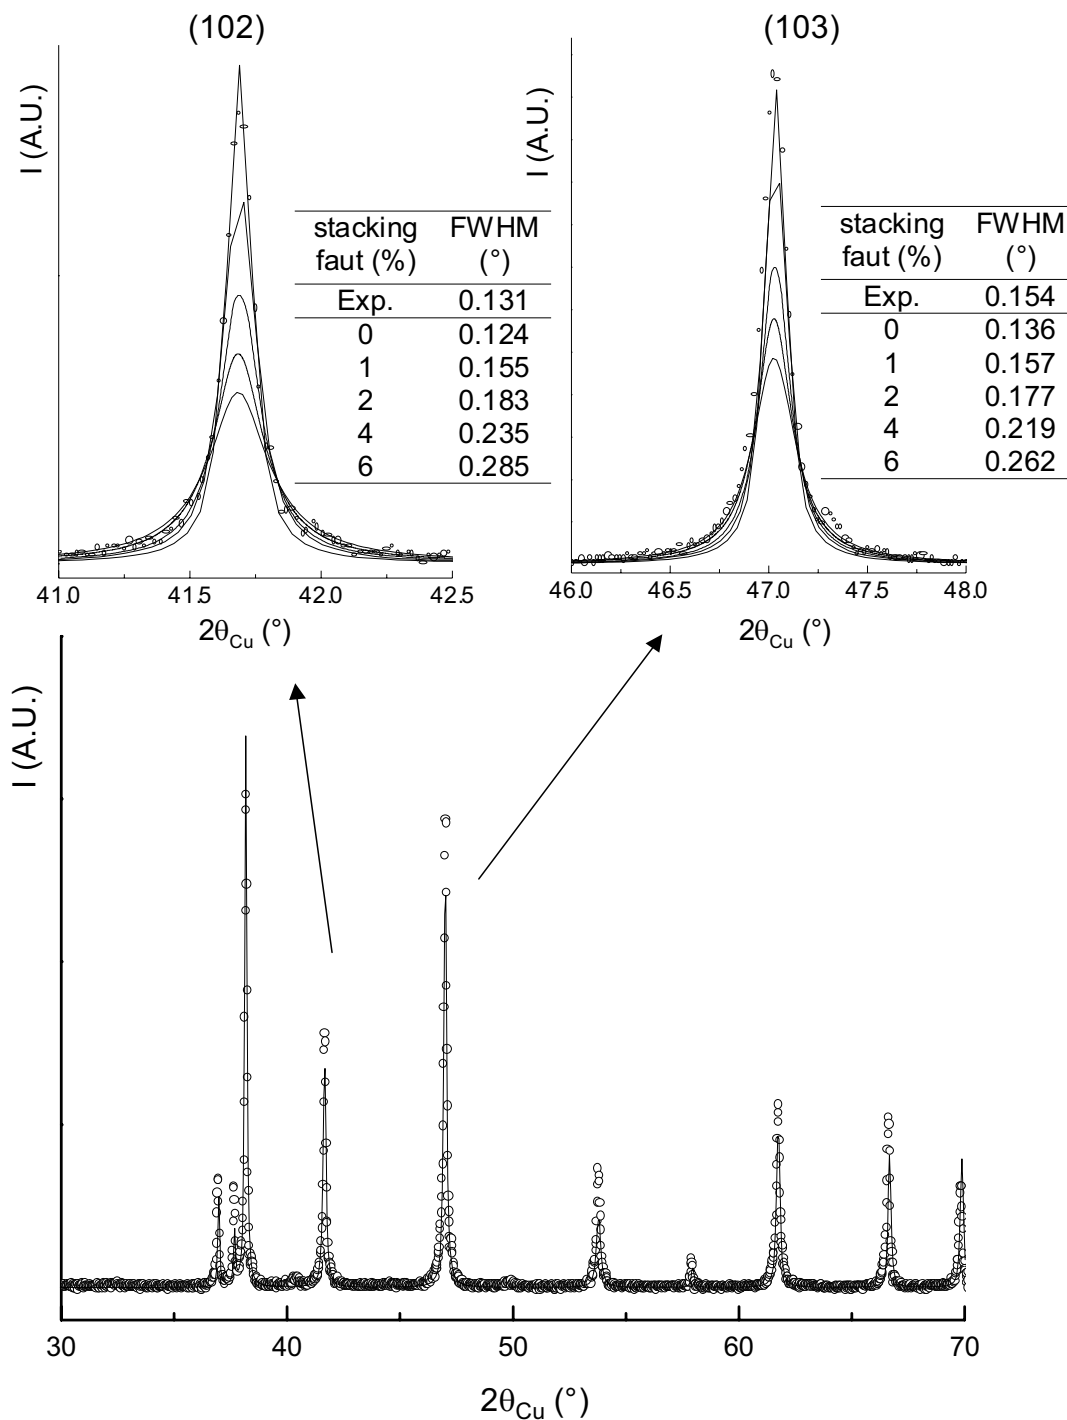 (102)
I (A.U.)
stacking FWHM
faut (%) (°)
Exp. 0.131
0 0.124
1 0.155
2 0.183
4 0.235
6 0.285
41.0 41.5 42.0 42.5
2θCu (°)
(103)
I (A.U.)
stacking FWHM
faut (%) (°)
Exp. 0.154
0 0.136
1 0.157
2 0.177
4 0.219
6 0.262
46.0 46.5 47.0 47.5 48.0
2θCu (°)
I (A.U.)
30 40 50 60 70
2θCu (°)